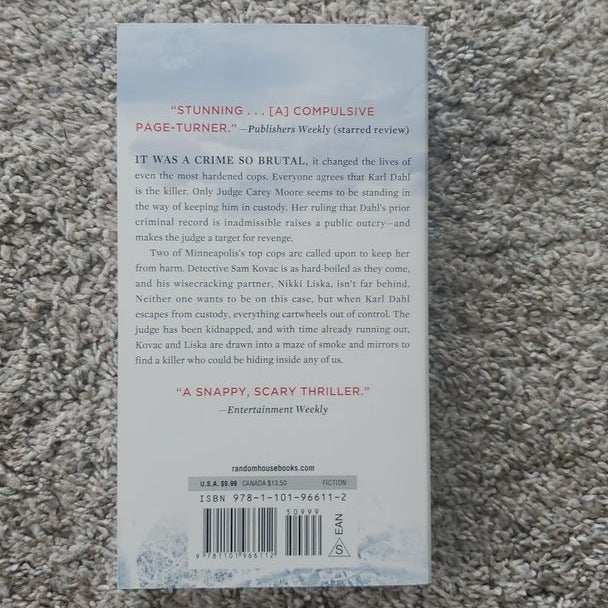 “STUNNING . . . [A] COMPULSIVE
PAGE-TURNER.” —Publishers Weekly (starred review)
IT WAS A CRIME SO BRUTAL, it changed the lives of
even the most hardened cops. Everyone agrees that Karl Dahl
is the killer. Only Judge Carey Moore seems to be standing in
the way of keeping him in custody. Her ruling that Dahl’s prior
criminal record is inadmissible raises a public outcry—and
makes the judge a target for revenge.
Two of Minneapolis’s top cops are called upon to keep her
from harm. Detective Sam Kovac is as hard-boiled as they come,
and his wisecracking partner, Nikki Liska, isn’t far behind.
Neither one wants to be on this case, but when Karl Dahl
escapes from custody, everything cartwheels out of control. The
judge has been kidnapped, and with time already running out,
Kovac and Liska are drawn into a maze of smoke and mirrors to
find a killer who could be hiding inside any of us.
“A SNAPPY, SCARY THRILLER.”
—Entertainment Weekly
randomhousebooks.com
U.S.A. $9.99 CANADA $13.50 FICTION
ISBN 978-1-101-96611-2
50999
9 781101 966112
EAN
S